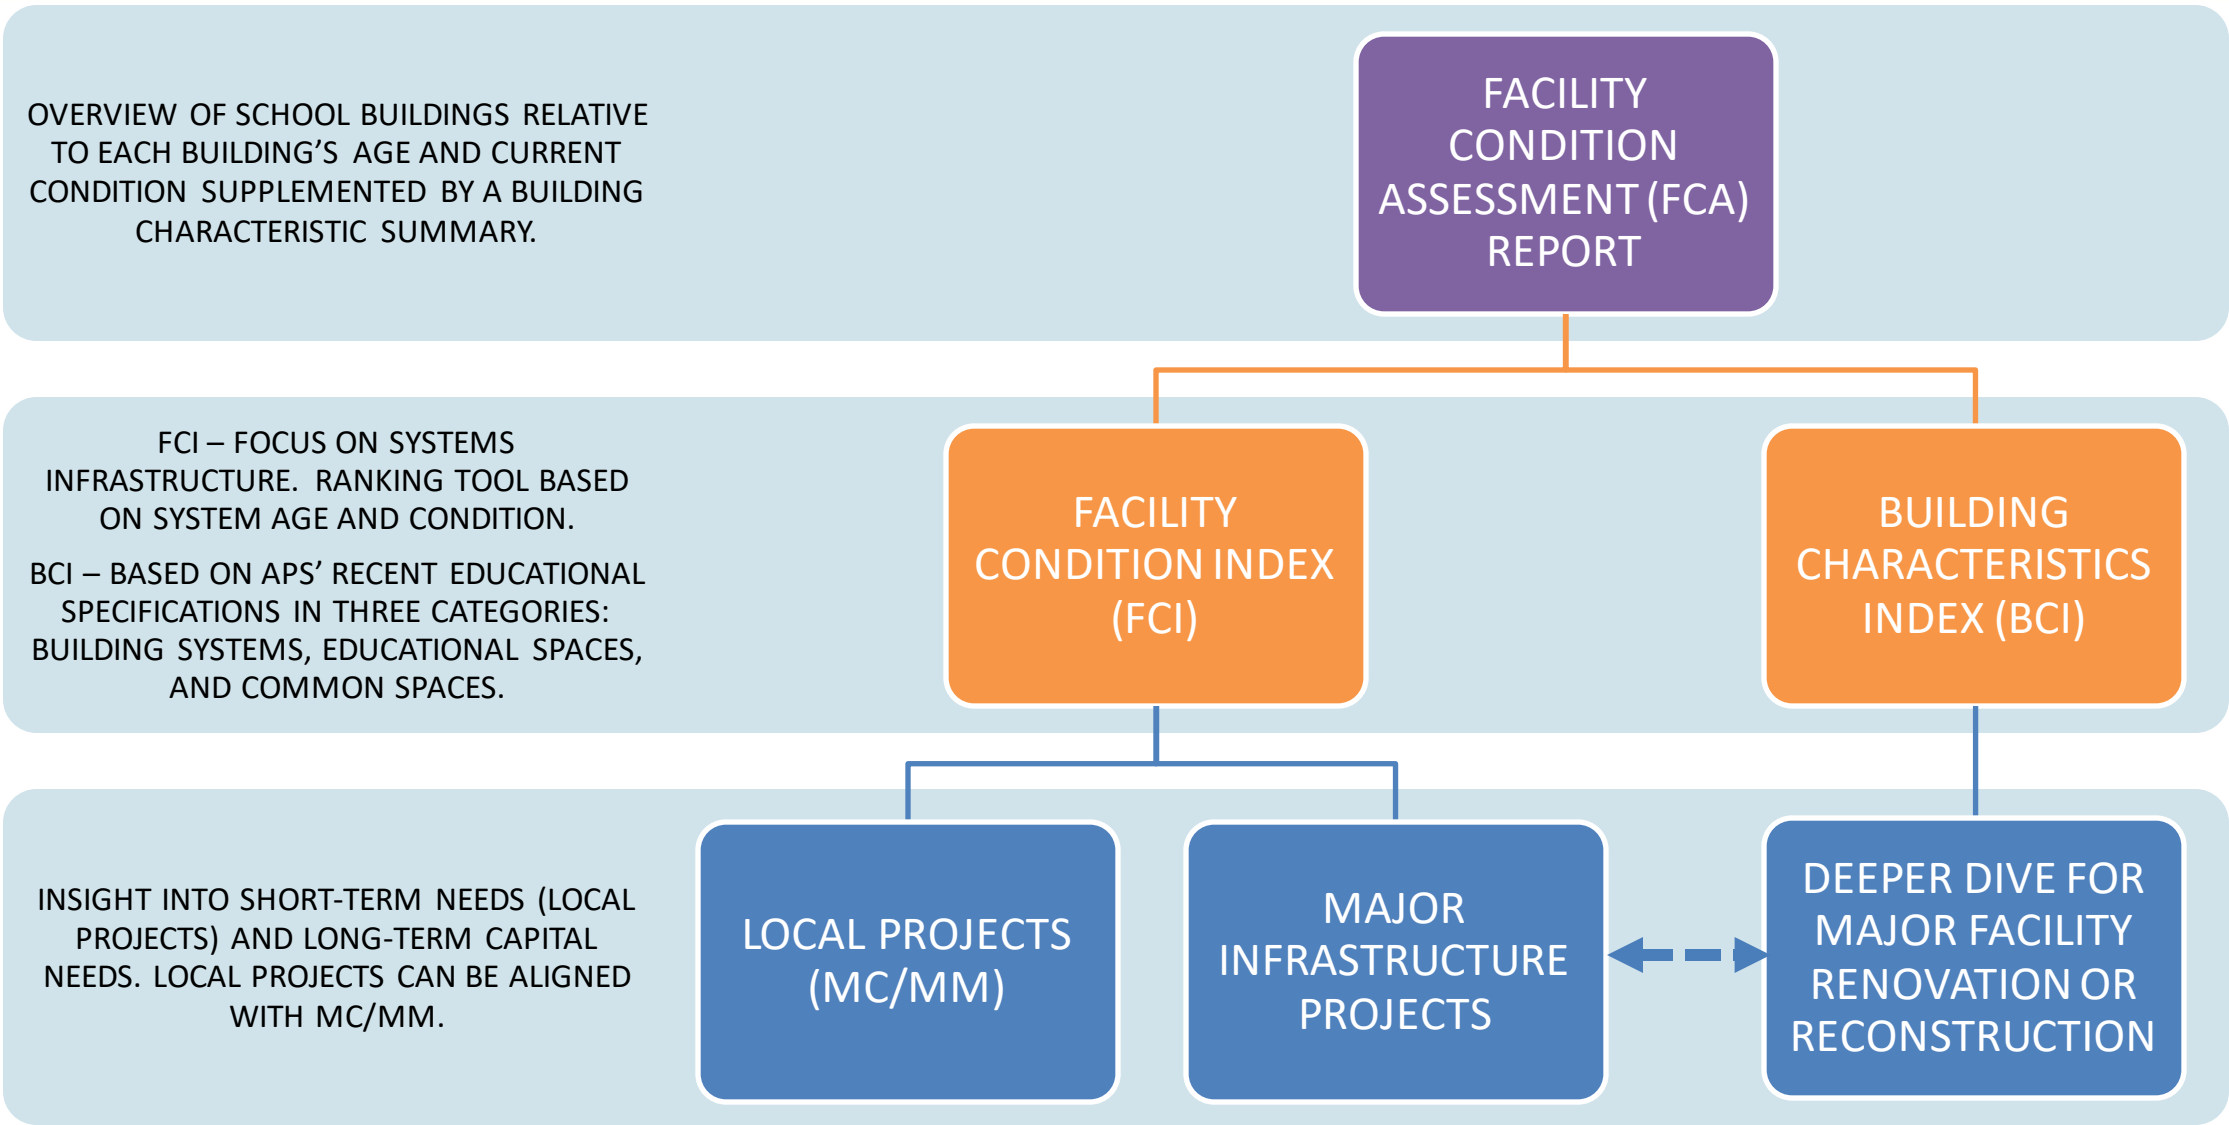 OVERVIEW OF SCHOOL BUILDINGS RELATIVE
TO EACH BUILDING’S AGE AND CURRENT
CONDITION SUPPLEMENTED BY A BUILDING
CHARACTERISTIC SUMMARY.
FACILITY
CONDITION
ASSESSMENT (FCA)
REPORT
FCI – FOCUS ON SYSTEMS
INFRASTRUCTURE. RANKING TOOL BASED
ON SYSTEM AGE AND CONDITION.
BCI – BASED ON APS’ RECENT EDUCATIONAL
SPECIFICATIONS IN THREE CATEGORIES:
BUILDING SYSTEMS, EDUCATIONAL SPACES,
AND COMMON SPACES.
FACILITY
CONDITION INDEX
(FCI)
BUILDING
CHARACTERISTICS
INDEX (BCI)
INSIGHT INTO SHORT-TERM NEEDS (LOCAL
PROJECTS) AND LONG-TERM CAPITAL
NEEDS. LOCAL PROJECTS CAN BE ALIGNED
WITH MC/MM.
LOCAL PROJECTS
(MC/MM)
MAJOR
INFRASTRUCTURE
PROJECTS
DEEPER DIVE FOR
MAJOR FACILITY
RENOVATION OR
RECONSTRUCTION